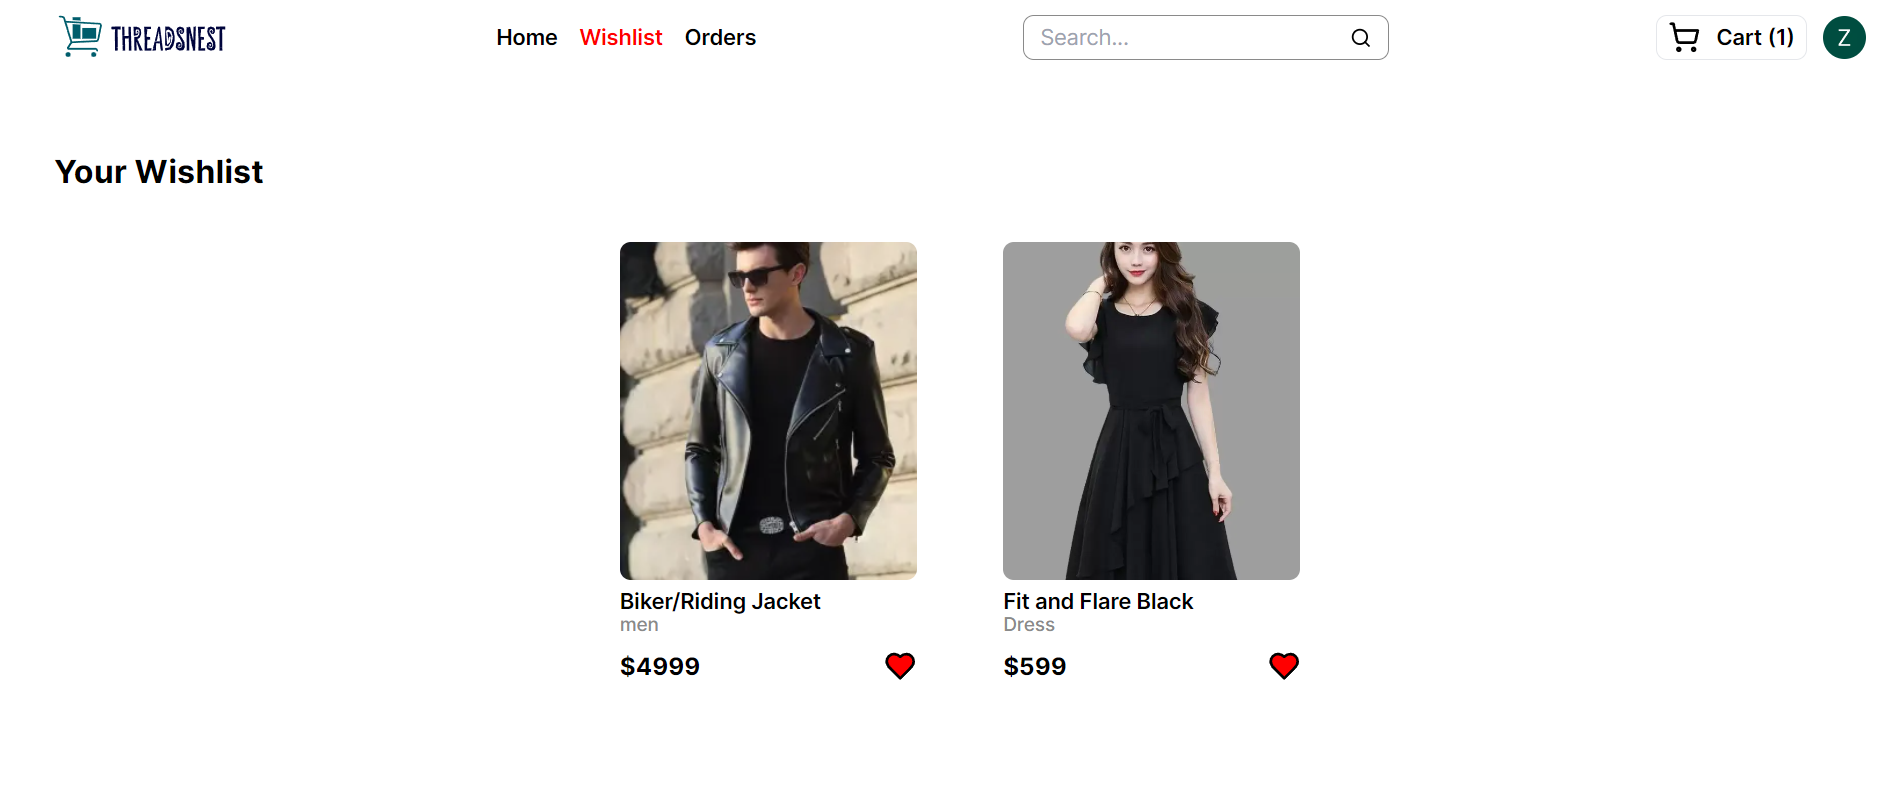 THREADSNEST
Home Wishlist Orders
Search...
Cart (1)
Z
Your Wishlist
Biker/Riding Jacket
men
$4999
Fit and Flare Black
Dress
$599